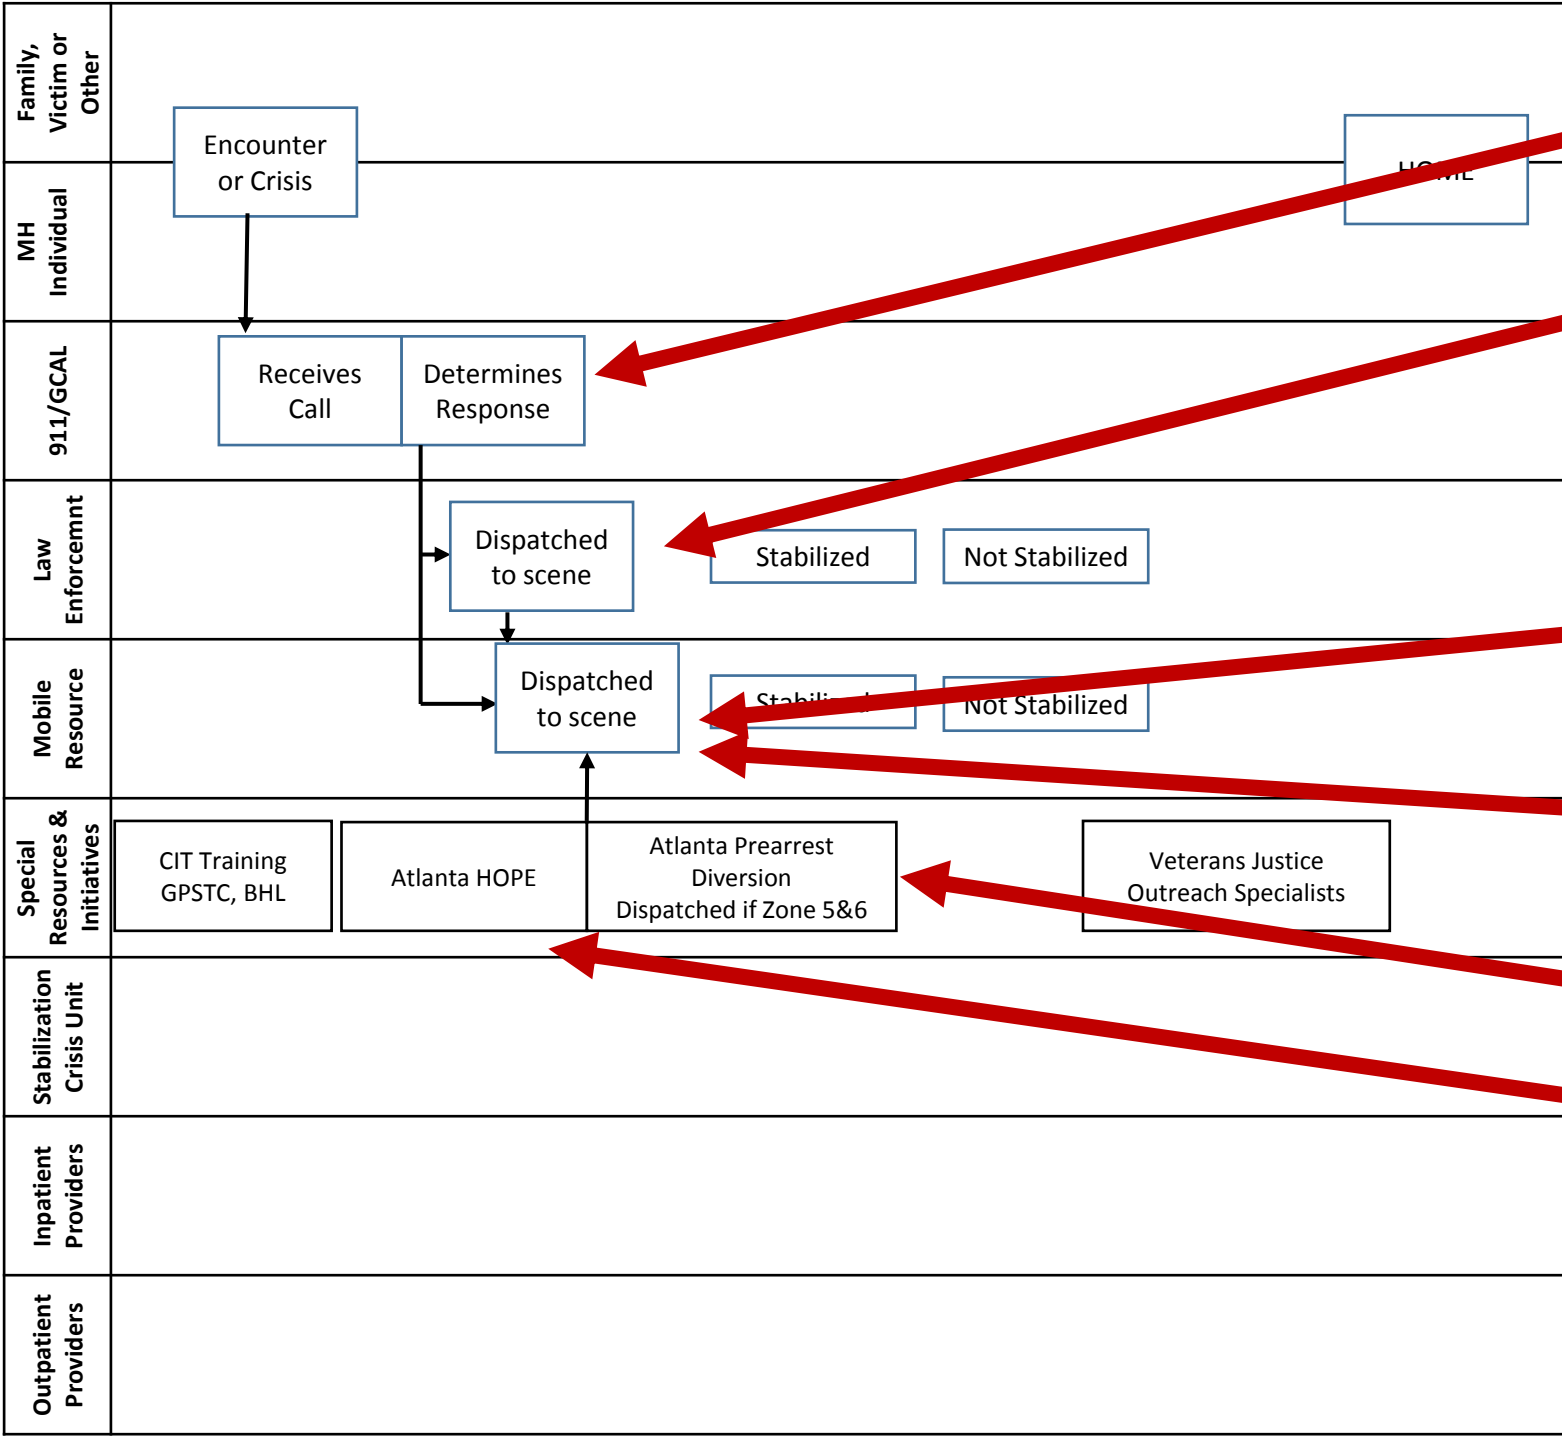 Family,
Victim or
Other
Encounter
or Crisis
MH
Individual
911/GCAL
Receives
Call
Determines
Response
Law
Enforcemnt
Dispatched
to scene
Stabilized
Not Stabilized
Mobile
Resource
Dispatched
to scene
Stabilized
Not Stabilized
Special
Resources &
Initiatives
CIT Training
GPSTC, BHL
Atlanta HOPE
Atlanta Prearrest
Diversion
Dispatched if Zone 5&6
Veterans Justice
Outreach Specialists
Stabilization
Crisis Unit
Inpatient
Providers
Outpatient
Providers
HOME